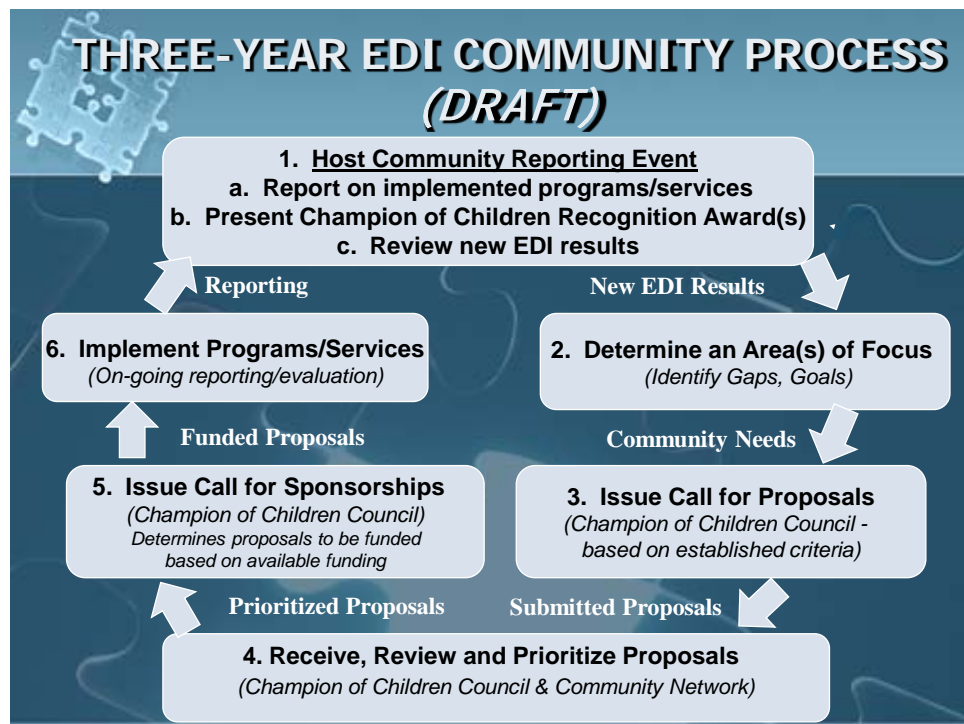 THREE-YEAR EDI COMMUNITY PROCESS
(DRAFT)
1. Host Community Reporting Event
a. Report on implemented programs/services
b. Present Champion of Children Recognition Award(s)
c. Review new EDI results
New EDI Results
2. Determine an Area(s) of Focus
(Identify Gaps, Goals)
Community Needs
3. Issue Call for Proposals
(Champion of Children Council -
based on established criteria)
Submitted Proposals
4. Receive, Review and Prioritize Proposals
(Champion of Children Council & Community Network)
Prioritized Proposals
5. Issue Call for Sponsorships
(Champion of Children Council)
Determines proposals to be funded
based on available funding
Funded Proposals
6. Implement Programs/Services
(On-going reporting/evaluation)
Reporting